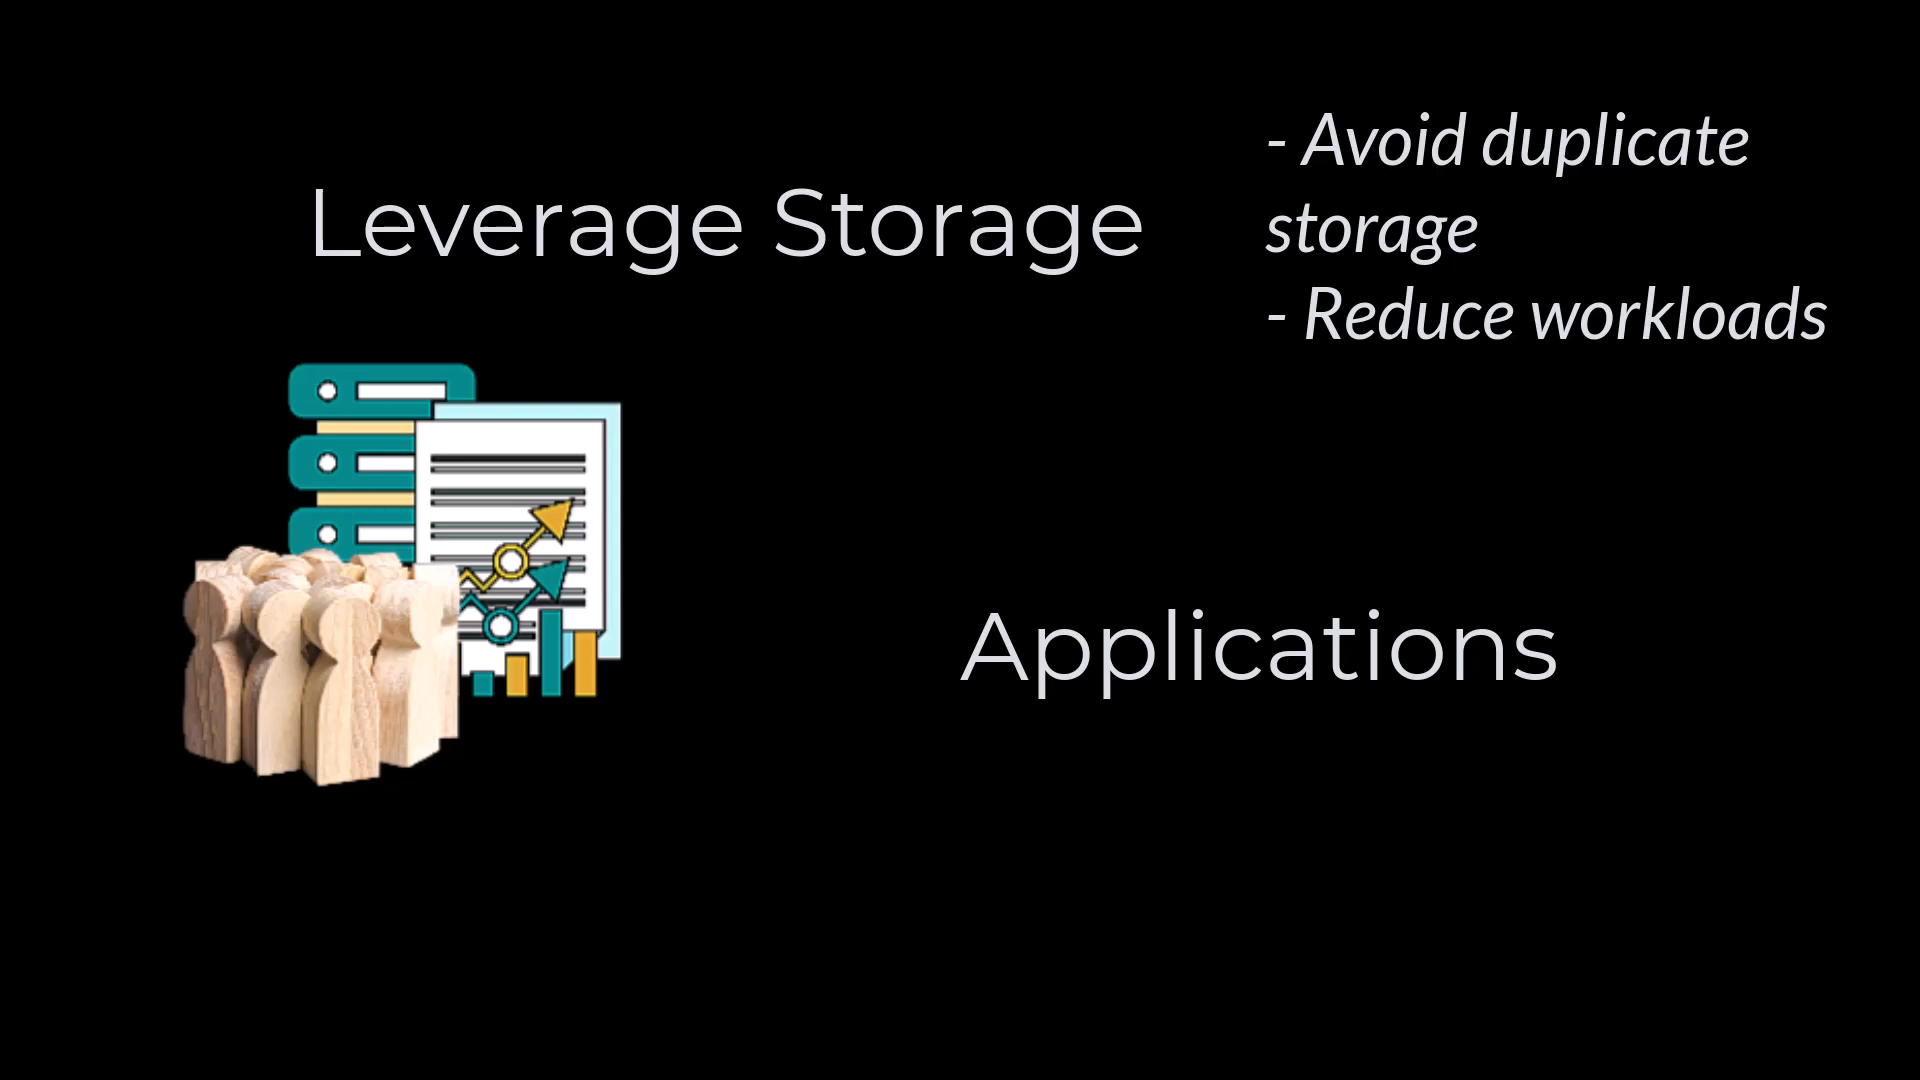 Leverage Storage
- Avoid duplicate
storage
- Reduce workloads
Applications